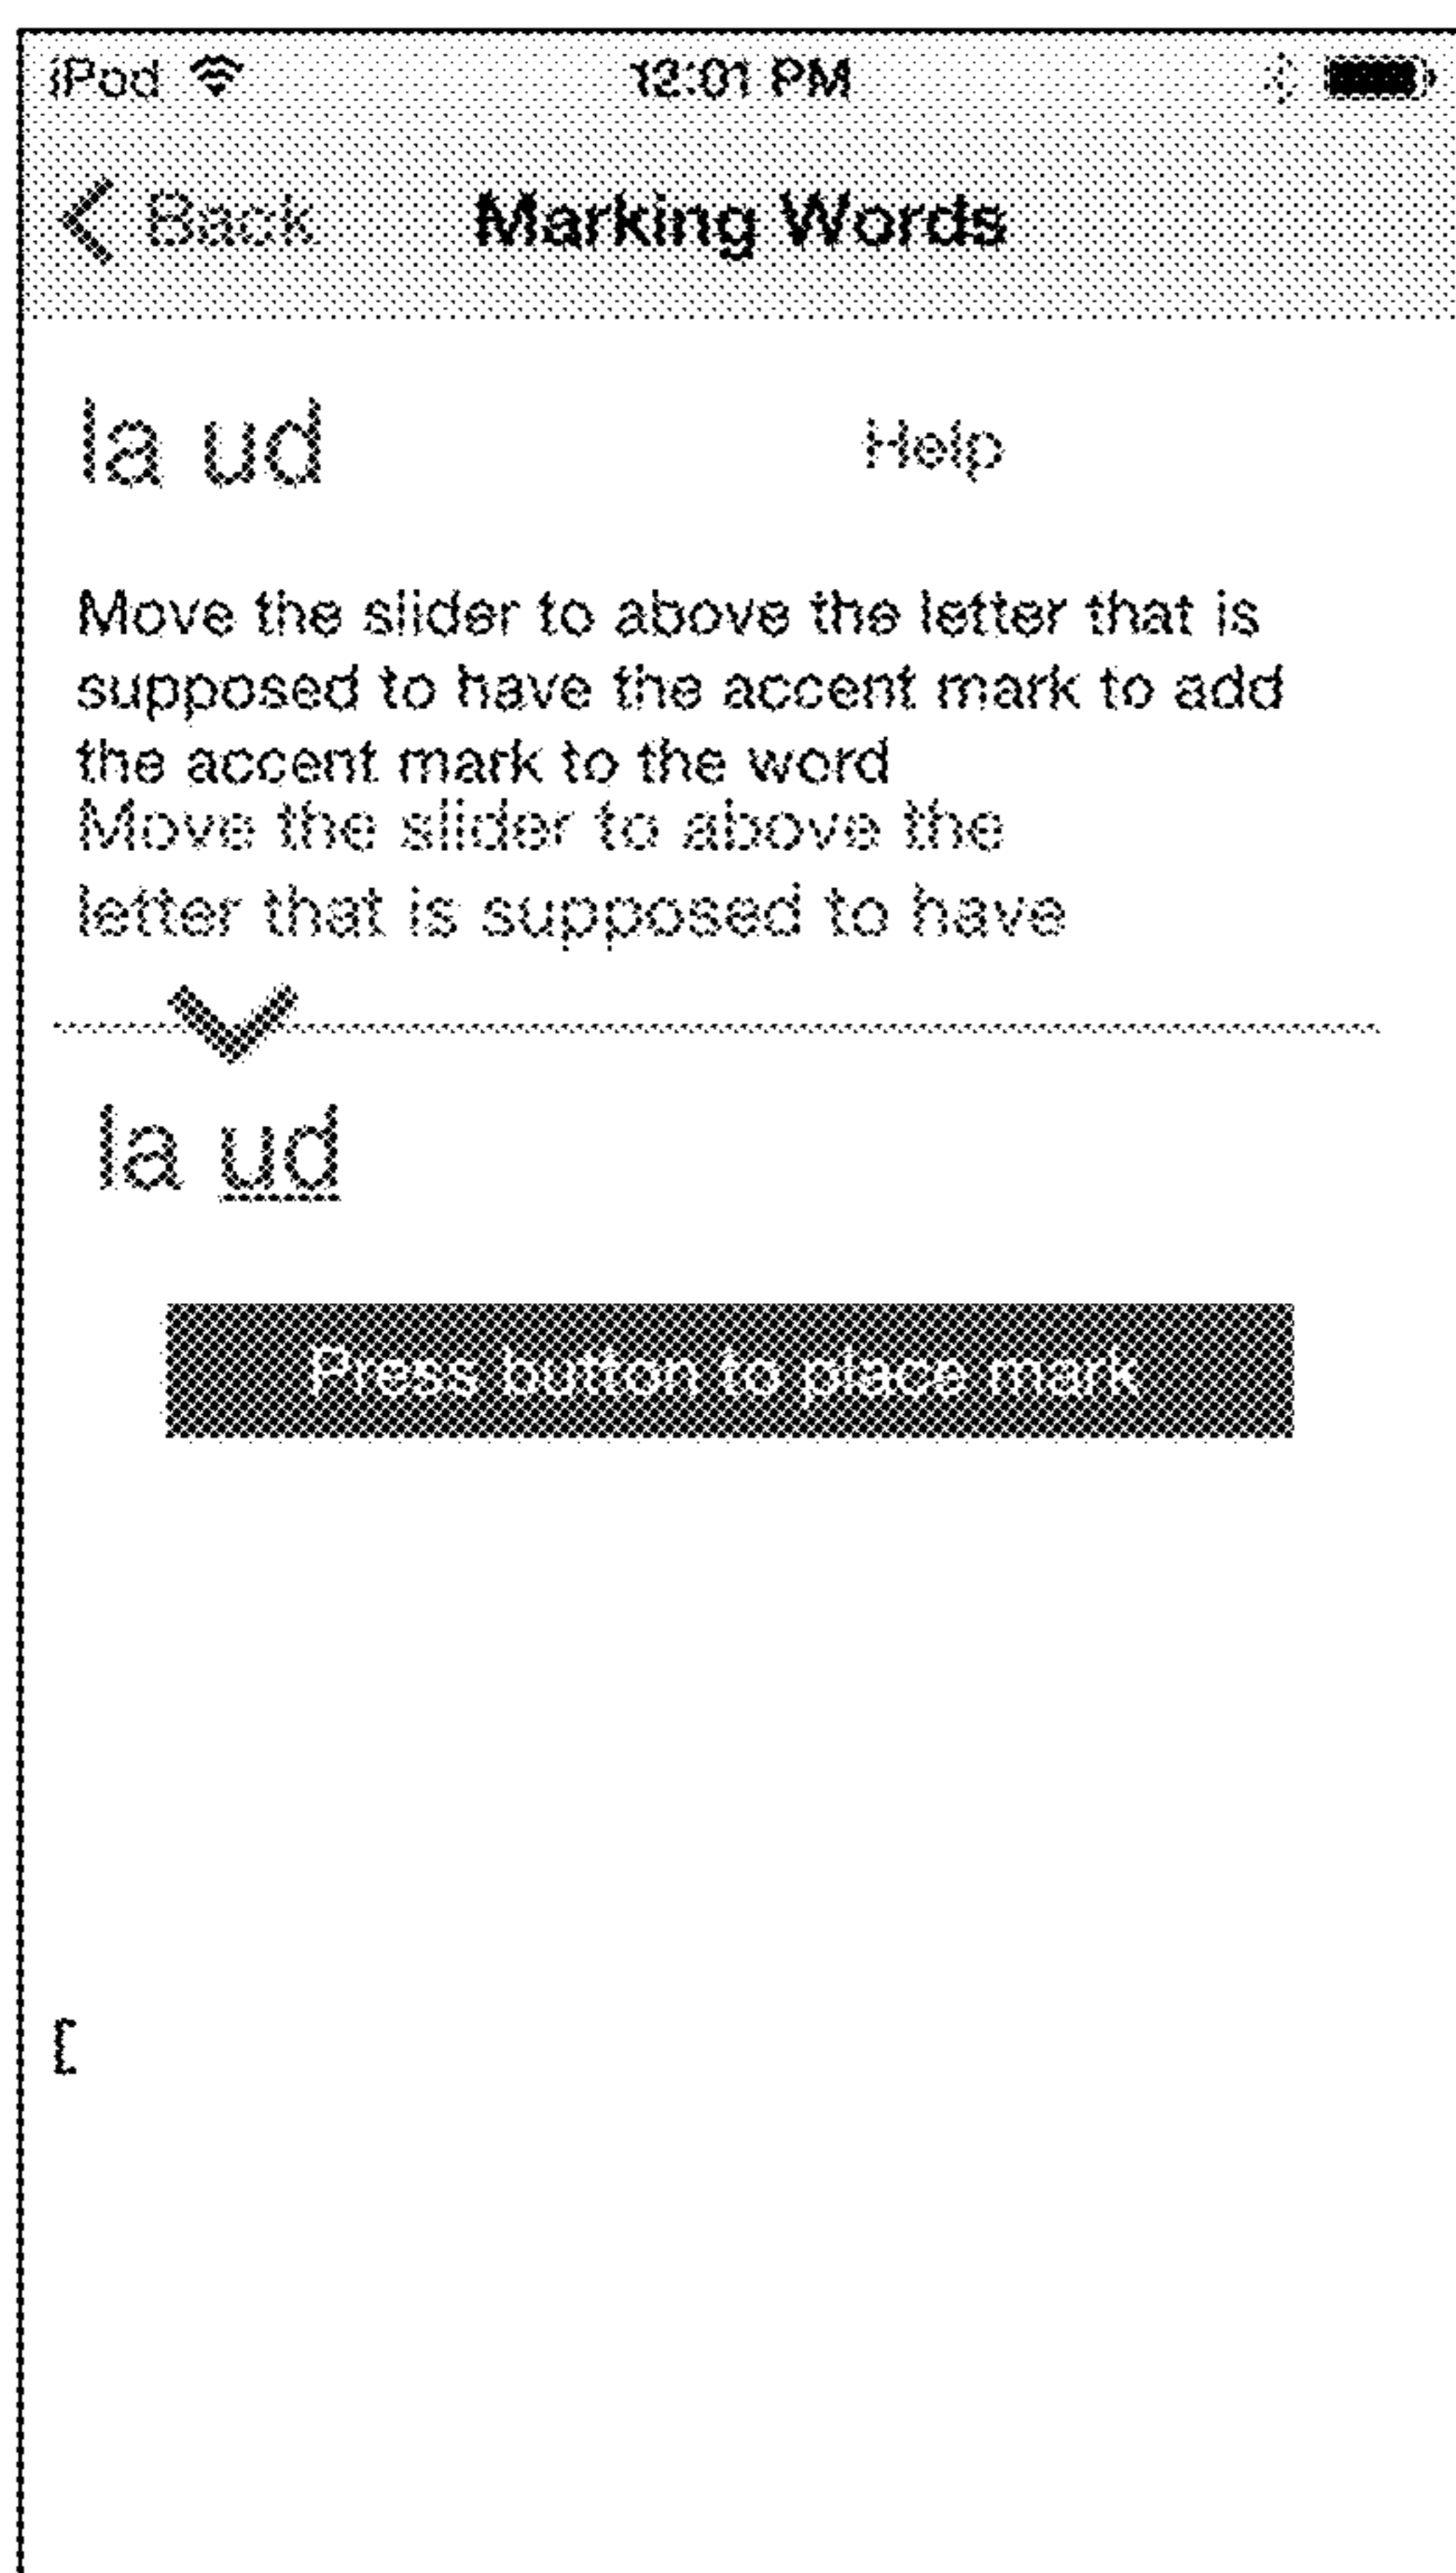 iPod 12:01 PM
Back Marking Words
la ud Help
Move the slider to above the letter that is
supposed to have the accent mark to add
the accent mark to the word
Move the slider to above the
letter that is supposed to have
la ud
Press button to place mark
[